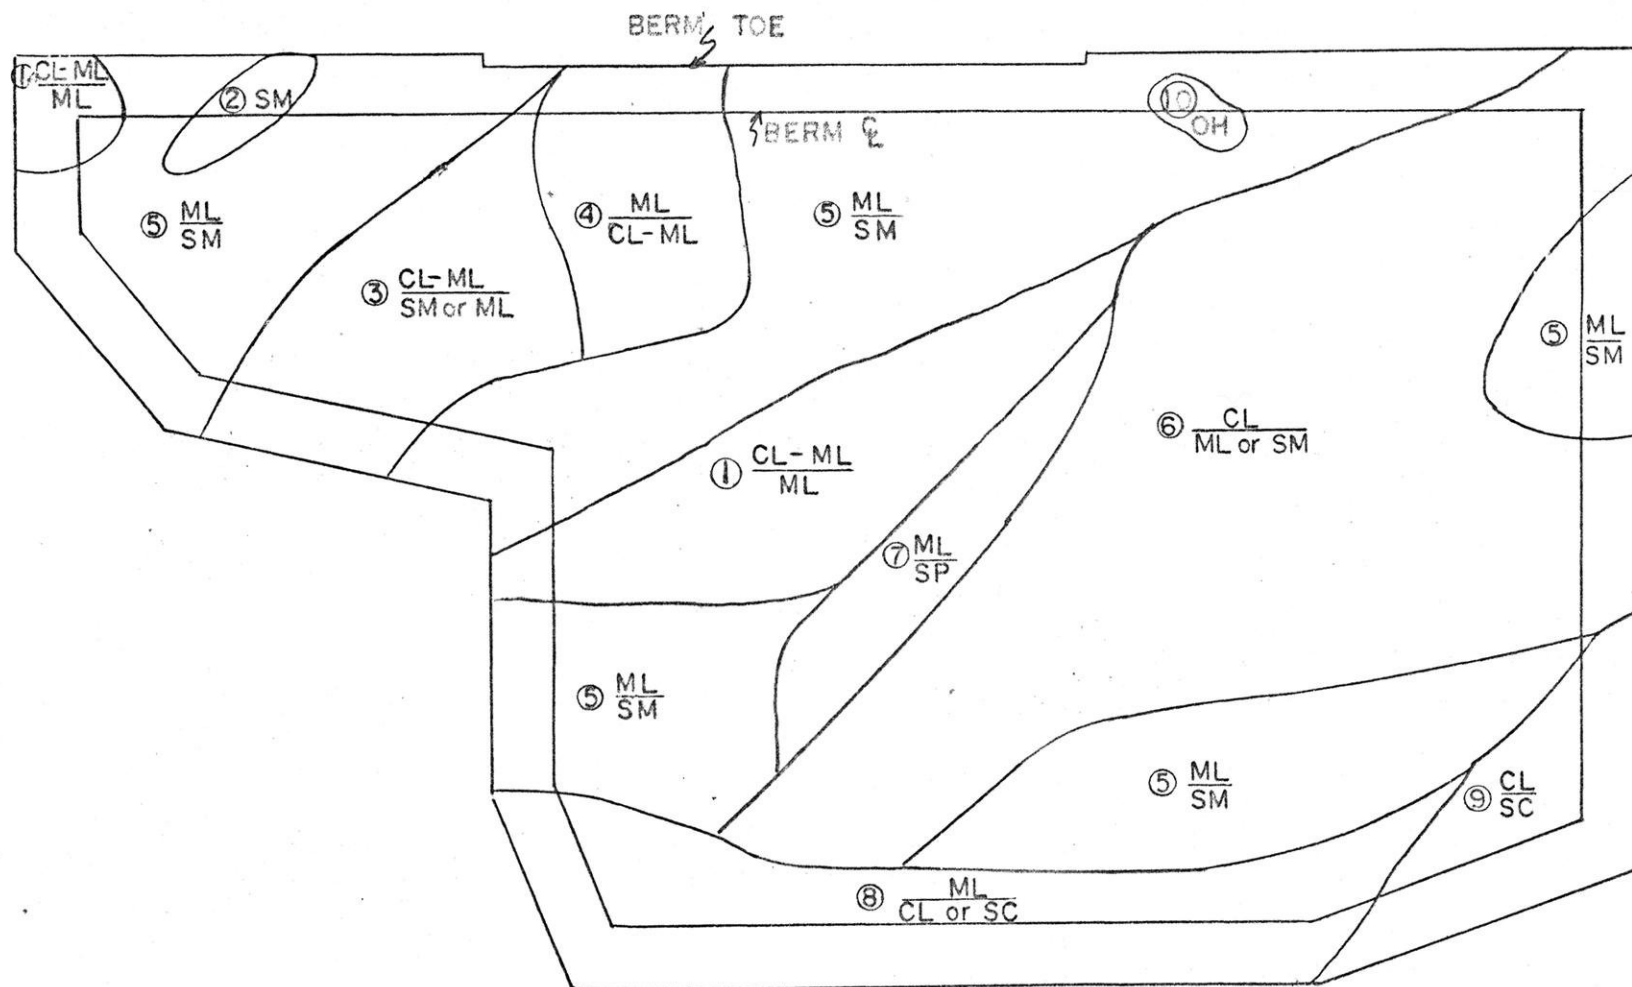 BERM TOE
① CL-ML
ML
② SM
⑩
OH
BERM ℄
⑤ ML
SM
④ ML
CL-ML
⑤ ML
SM
③ CL-ML
SM or ML
⑤ ML
SM
⑥ CL
ML or SM
① CL-ML
ML
⑦ ML
SP
⑤ ML
SM
⑤ ML
SM
⑨ CL
SC
⑧ ML
CL or SC